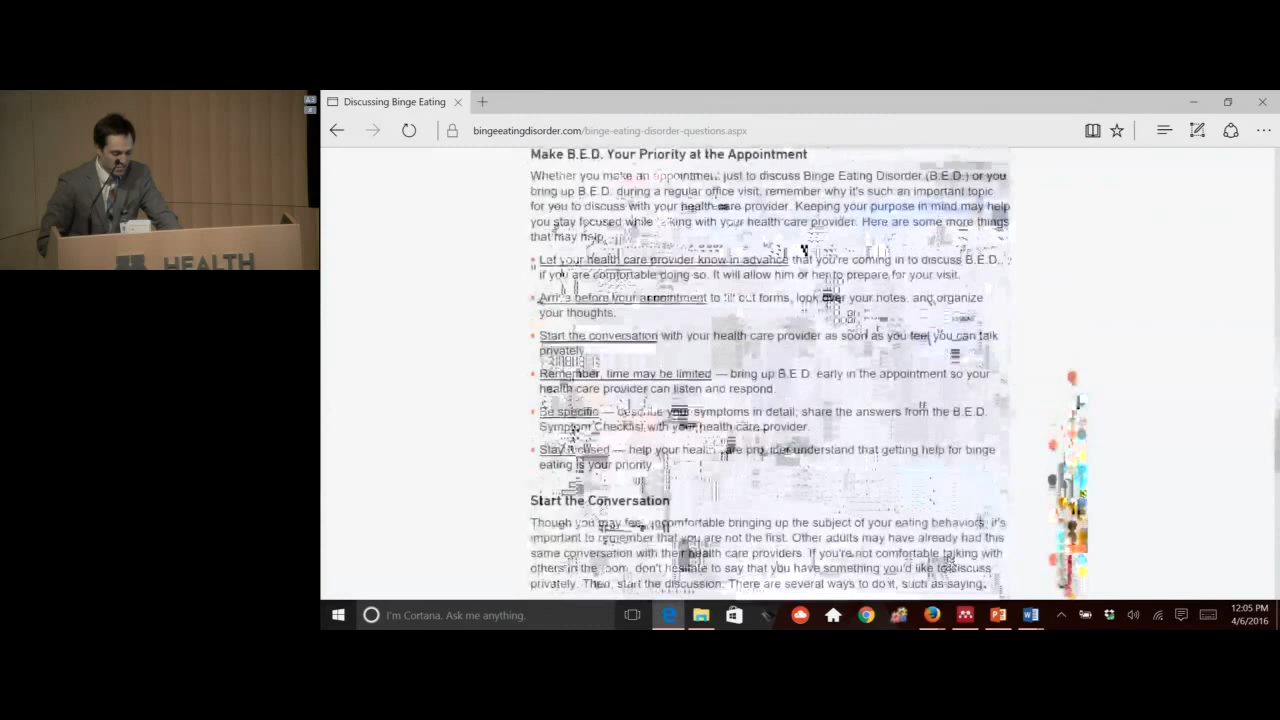 Discussing Binge Eating
bingeeatingdisorder.com/binge-eating-disorder-questions.aspx
Make B.E.D. Your Priority at the Appointment
Whether you make an appointment just to discuss Binge Eating Disorder (B.E.D.) or you
bring up B.E.D. during a regular office visit, remember why it's such an important topic
for you to discuss with your health care provider. Keeping your purpose in mind may help
you stay focused while talking with your health care provider. Here are some more things
that may help.
Let your health care provider know in advance that you're coming in to discuss B.E.D.,
if you are comfortable doing so. It will allow him or her to prepare for your visit.
Arrive before your appointment to fill out forms, look over your notes, and organize
your thoughts.
Start the conversation with your health care provider as soon as you feel you can talk
privately.
Remember, time may be limited — bring up B.E.D. early in the appointment so your
health care provider can listen and respond.
Be specific — describe your symptoms in detail; share the answers from the B.E.D.
Symptom Checklist with your health care provider.
Stay focused — help your health care provider understand that getting help for binge
eating is your priority.
Start the Conversation
Though you may feel uncomfortable bringing up the subject of your eating behaviors, it's
important to remember that you are not the first. Other adults may have already had this
same conversation with their health care providers. If you're not comfortable talking with
others in the room, don't hesitate to say that you have something you'd like to discuss
privately. Then, start the discussion. There are several ways to do it, such as saying,
HEALTH
I'm Cortana. Ask me anything.
12:05 PM
4/6/2016